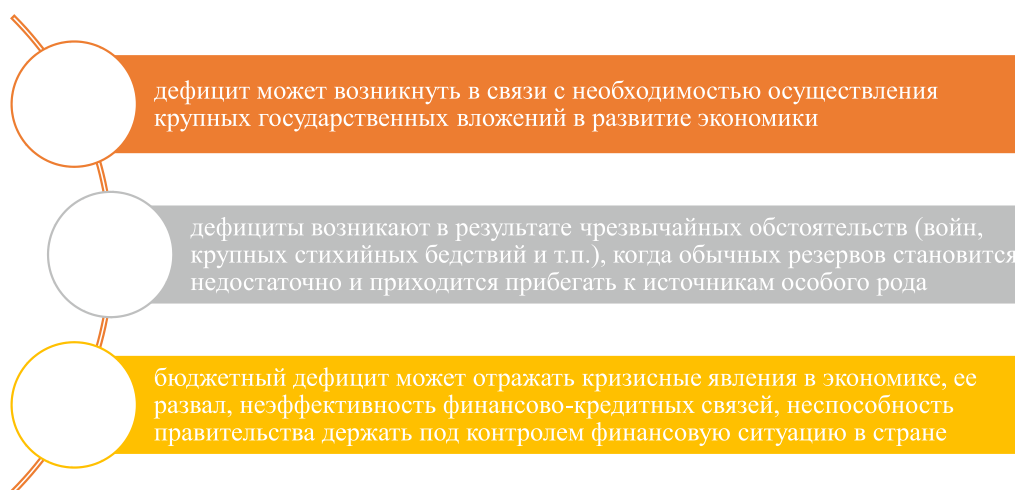 дефицит может возникнуть в связи с необходимостью осуществления
крупных государственных вложений в развитие экономики
дефициты возникают в результате чрезвычайных обстоятельств (войн,
крупных стихийных бедствий и т.п.), когда обычных резервов становится
недостаточно и приходится прибегать к источникам особого рода
бюджетный дефицит может отражать кризисные явления в экономике, ее
развал, неэффективность финансово-кредитных связей, неспособность
правительства держать под контролем финансовую ситуацию в стране